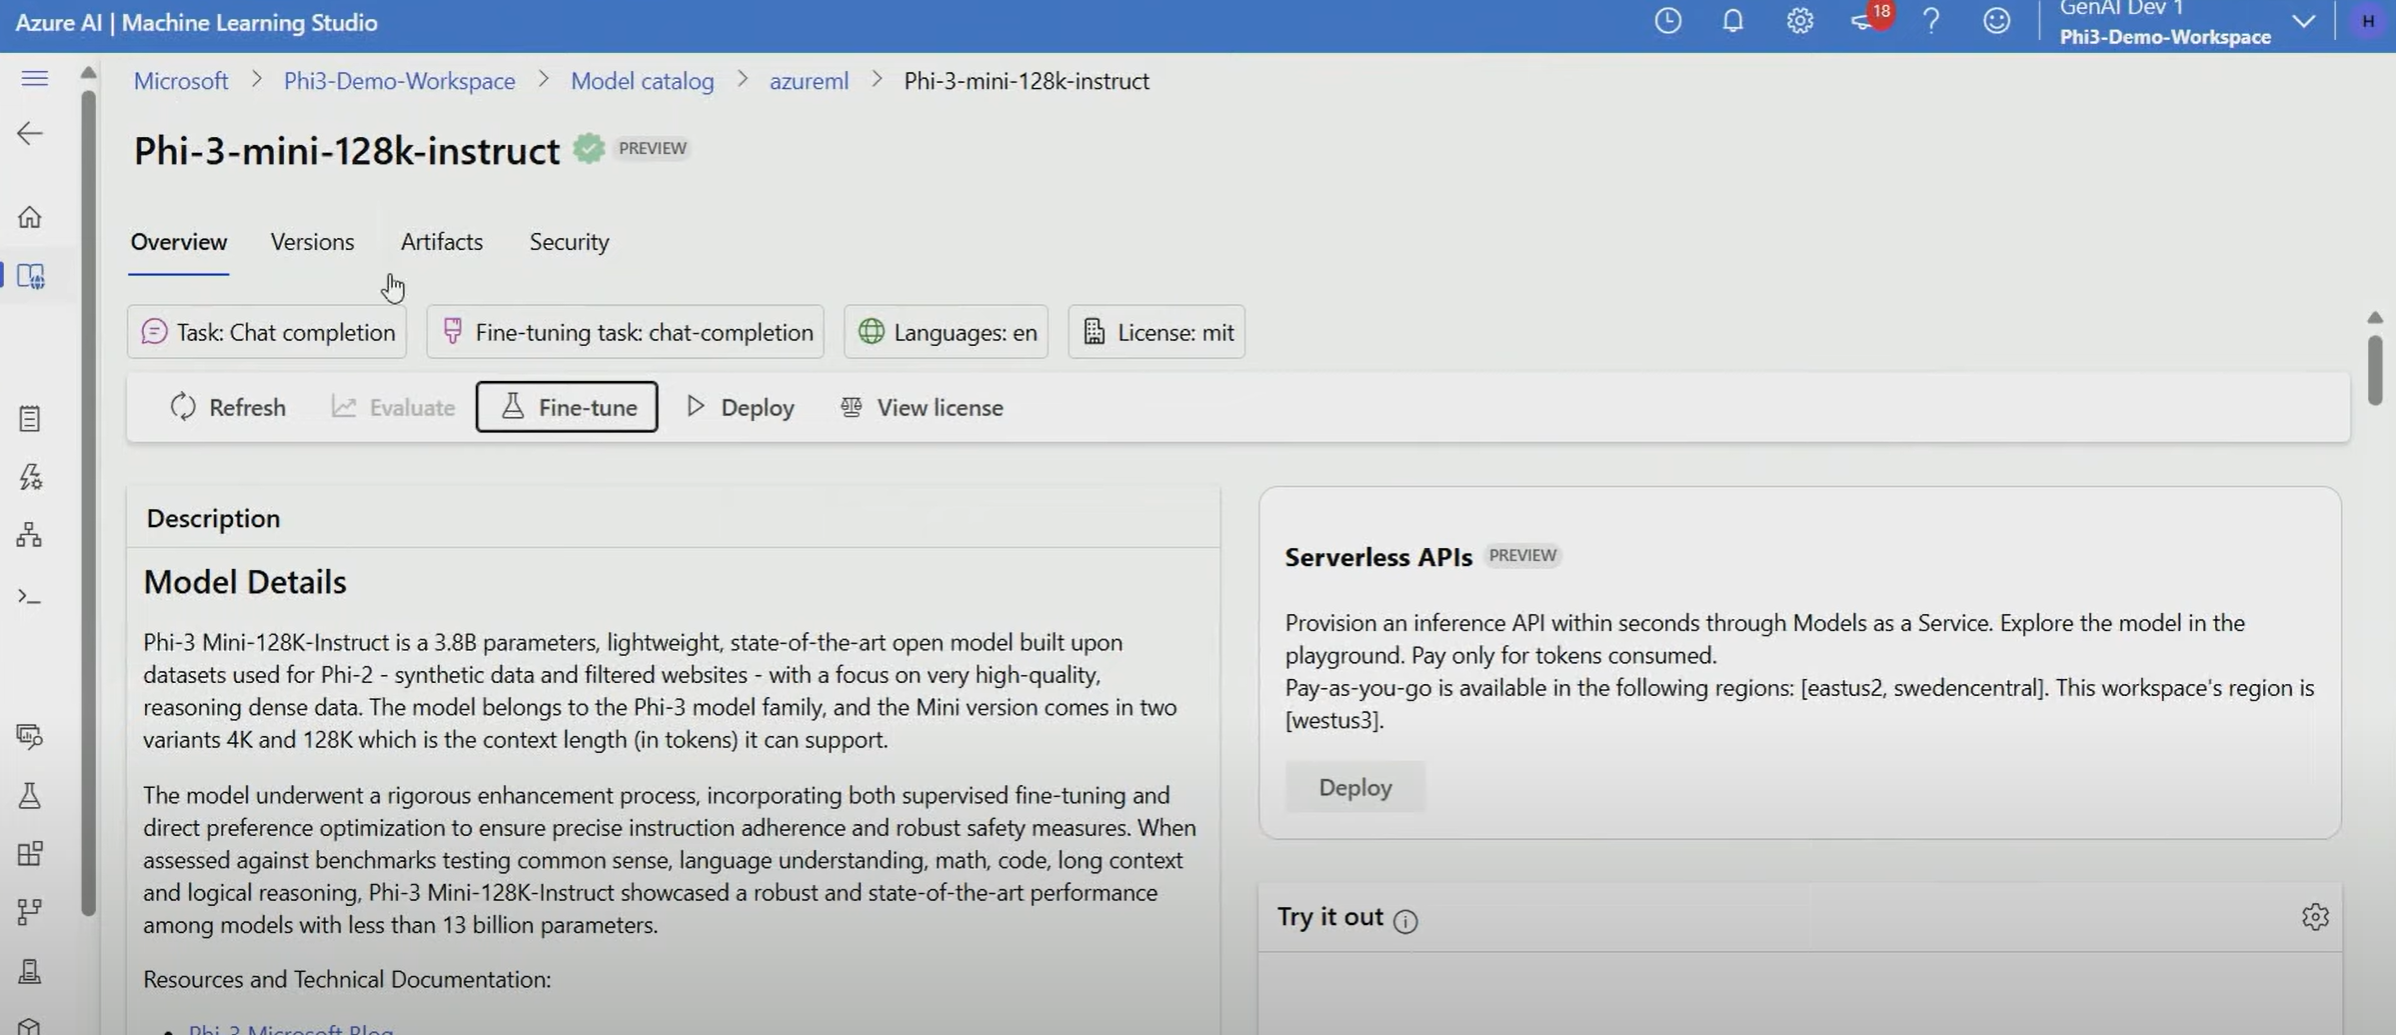 Azure AI | Machine Learning Studio
18
GenAI Dev 1
Phi3-Demo-Workspace
H
Microsoft > Phi3-Demo-Workspace > Model catalog > azureml > Phi-3-mini-128k-instruct
Phi-3-mini-128k-instruct PREVIEW
Overview Versions Artifacts Security
Task: Chat completion Fine-tuning task: chat-completion Languages: en License: mit
Refresh Evaluate Fine-tune Deploy View license
Description
Model Details
Phi-3 Mini-128K-Instruct is a 3.8B parameters, lightweight, state-of-the-art open model built upon
datasets used for Phi-2 - synthetic data and filtered websites - with a focus on very high-quality,
reasoning dense data. The model belongs to the Phi-3 model family, and the Mini version comes in two
variants 4K and 128K which is the context length (in tokens) it can support.
The model underwent a rigorous enhancement process, incorporating both supervised fine-tuning and
direct preference optimization to ensure precise instruction adherence and robust safety measures. When
assessed against benchmarks testing common sense, language understanding, math, code, long context
and logical reasoning, Phi-3 Mini-128K-Instruct showcased a robust and state-of-the-art performance
among models with less than 13 billion parameters.
Resources and Technical Documentation:
• Phi-3 Microsoft Blog
Serverless APIs PREVIEW
Provision an inference API within seconds through Models as a Service. Explore the model in the
playground. Pay only for tokens consumed.
Pay-as-you-go is available in the following regions: [eastus2, swedencentral]. This workspace's region is
[westus3].
Deploy
Try it out